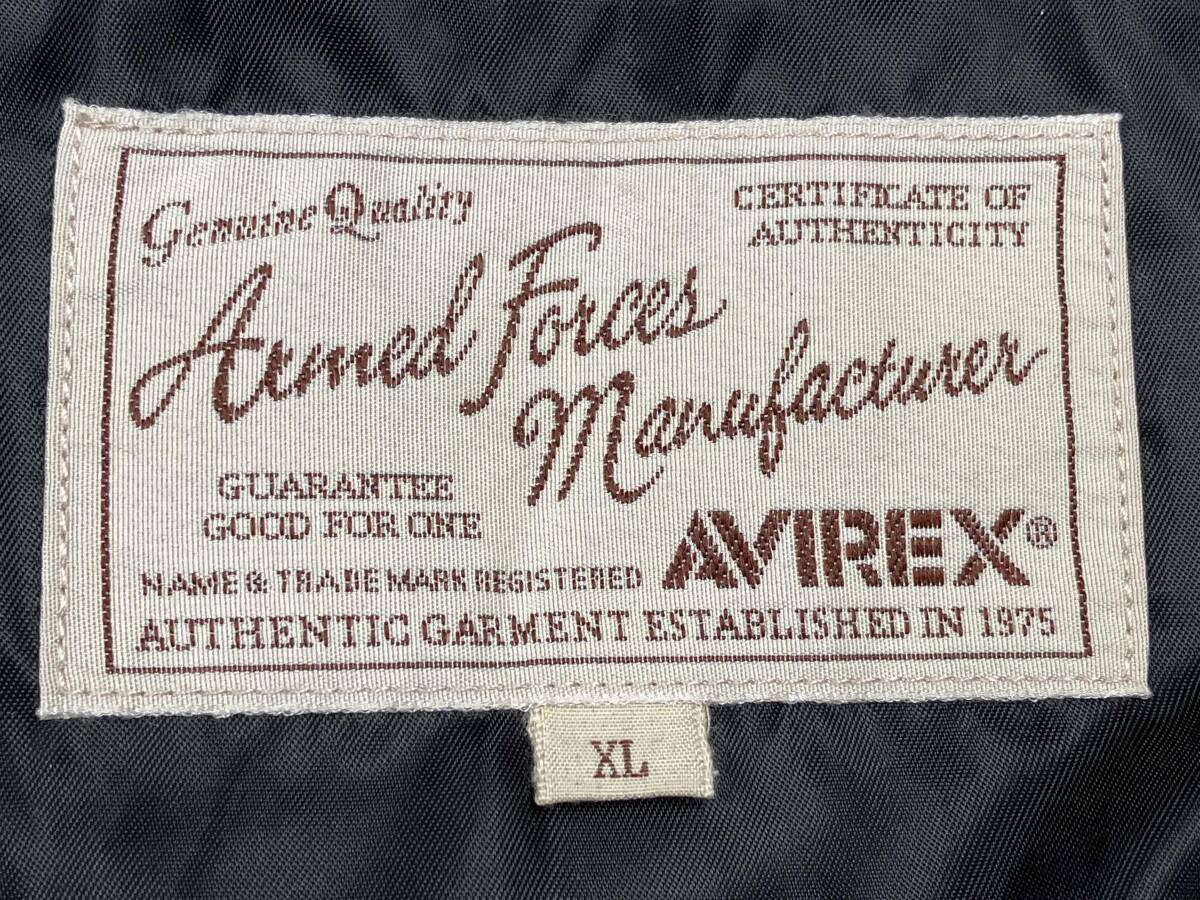 Genuine Quality
CERTIFICATE OF
AUTHENTICITY
Armed Forces
Manufacturer
GUARANTEE
GOOD FOR ONE
AVIREX®
NAME & TRADE MARK REGISTERED
AUTHENTIC GARMENT ESTABLISHED IN 1975
XL